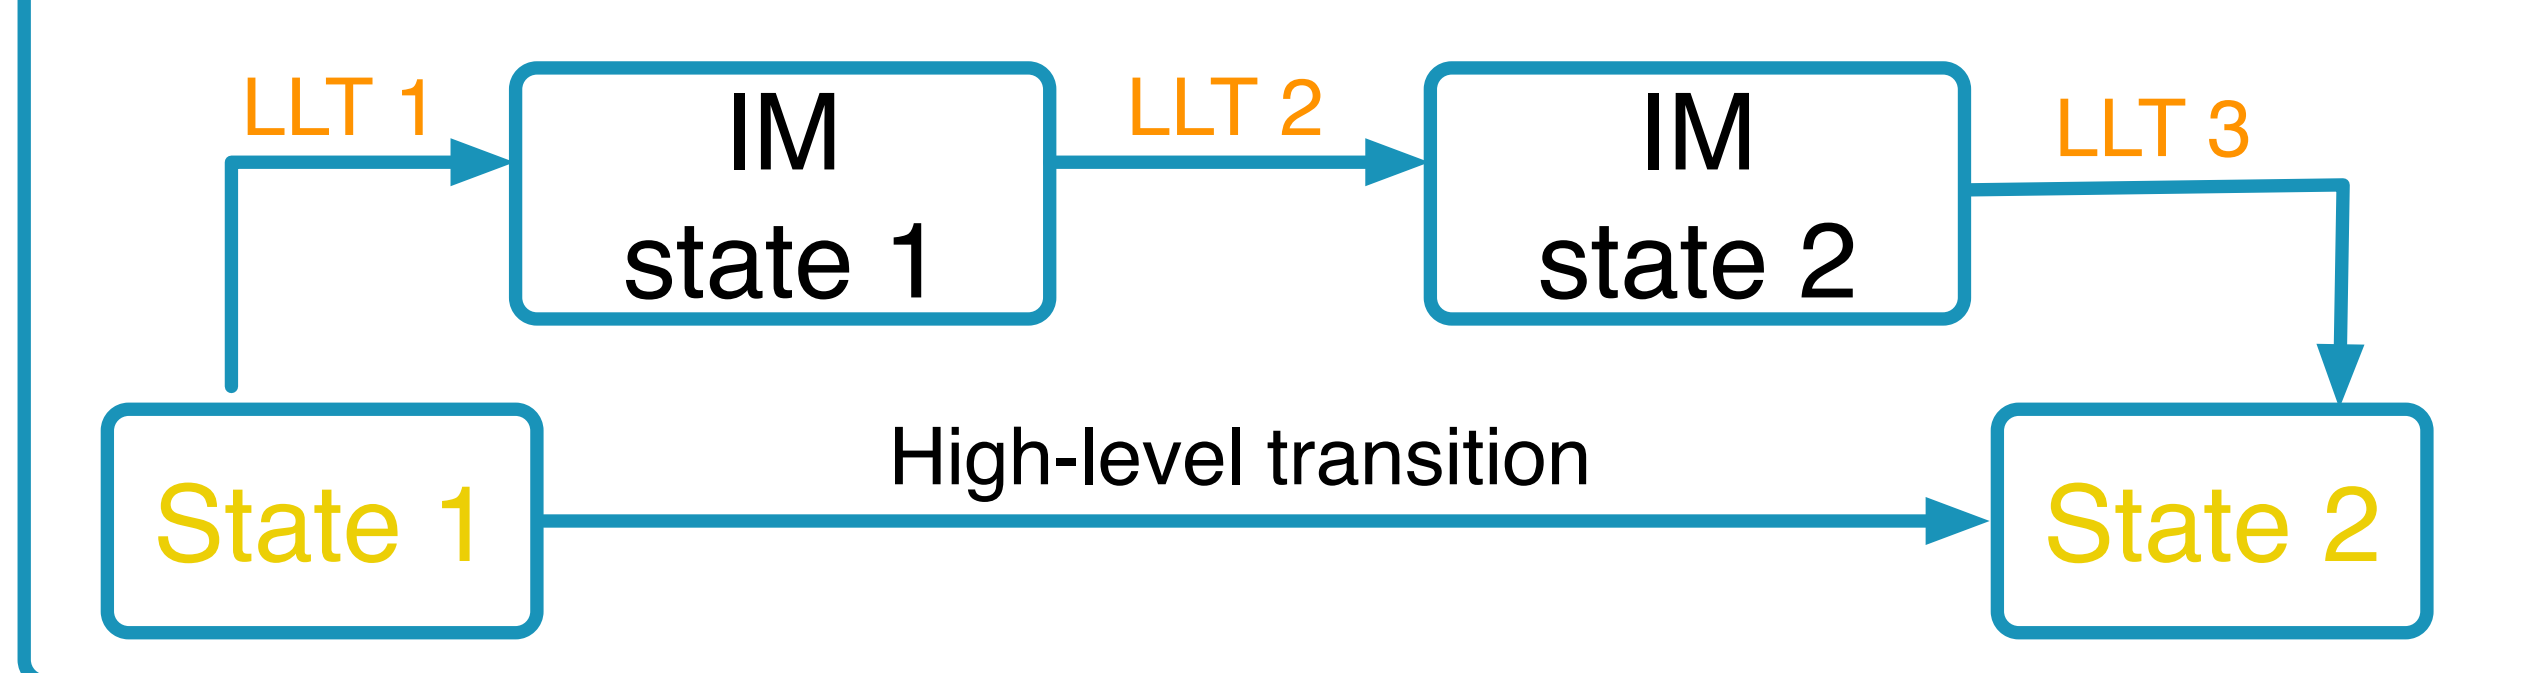 LLT 1
IM
state 1
LLT 2
IM
state 2
LLT 3
State 1
High-level transition
State 2